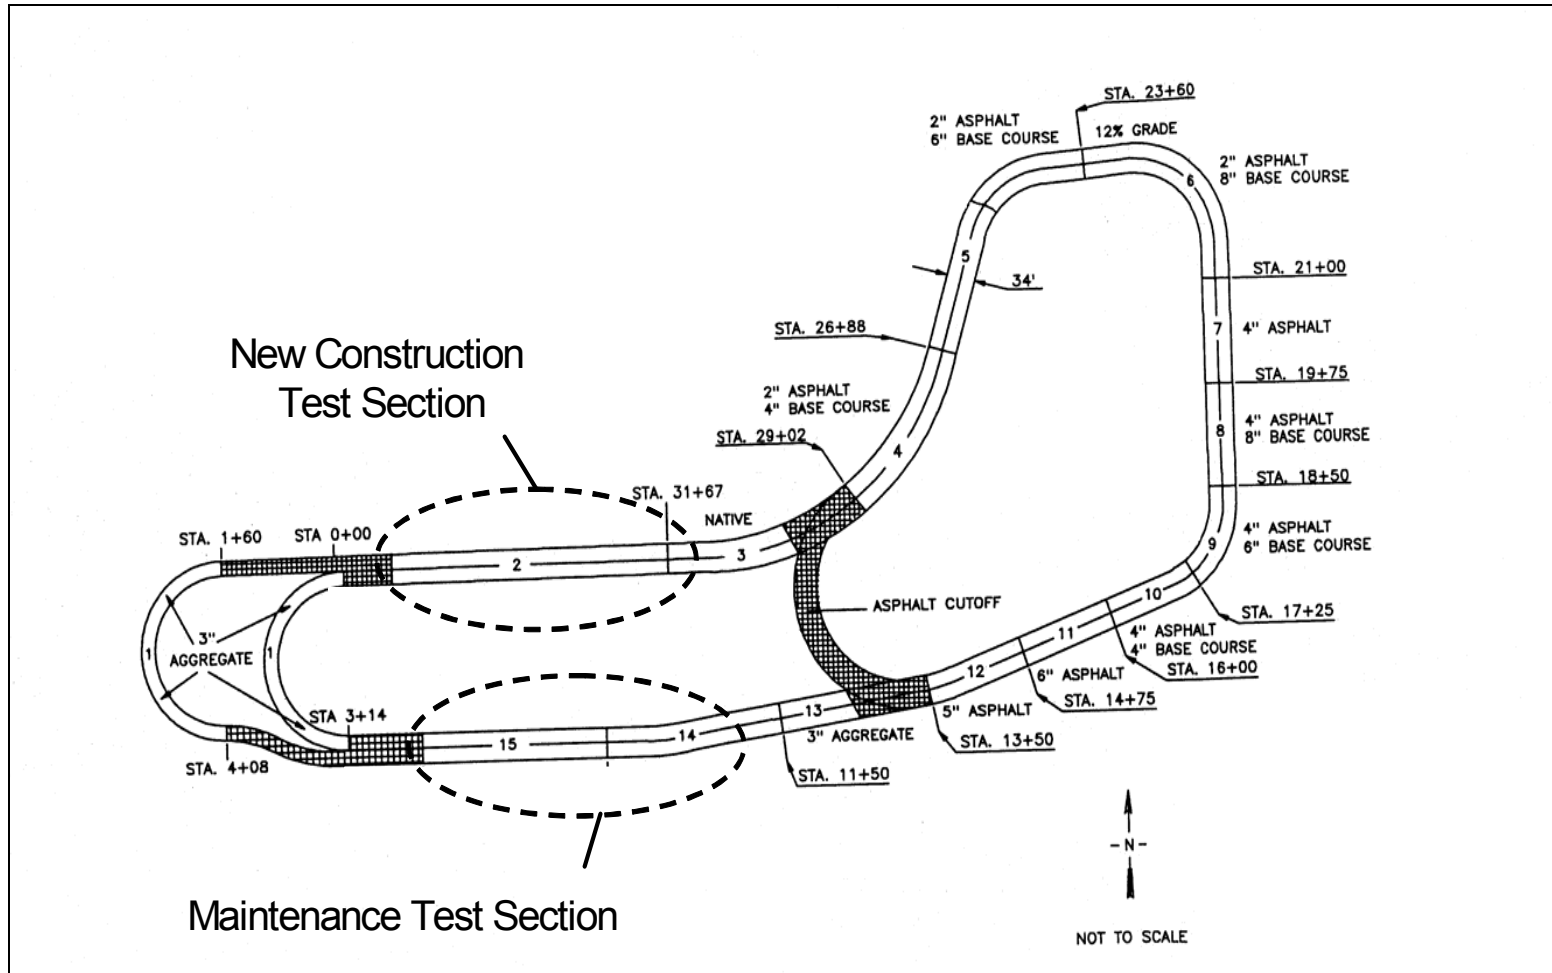 STA. 23+60
2" ASPHALT
6" BASE COURSE
12% GRADE
2" ASPHALT
8" BASE COURSE
6
5
STA. 21+00
34'
7
4" ASPHALT
STA. 26+88
New Construction
Test Section
STA. 19+75
2" ASPHALT
4" BASE COURSE
4" ASPHALT
8" BASE COURSE
8
STA. 29+02
4
STA. 18+50
STA. 31+67
NATIVE
4" ASPHALT
6" BASE COURSE
9
STA. 1+60
STA 0+00
2
3
10
ASPHALT CUTOFF
STA. 17+25
11
4" ASPHALT
4" BASE COURSE
3"
AGGREGATE
1
1
STA. 16+00
12
6" ASPHALT
STA. 14+75
STA 3+14
13
5" ASPHALT
3" AGGREGATE
14
15
STA. 13+50
STA. 4+08
STA. 11+50
-N-
Maintenance Test Section
NOT TO SCALE